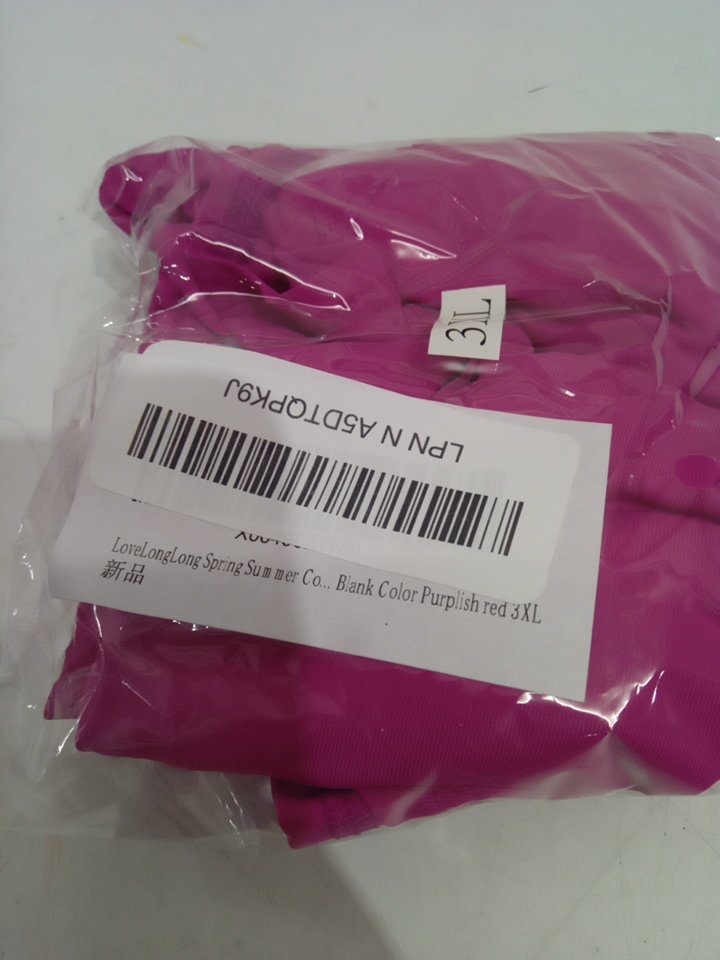 3XL
LPN N A5DTQPK9J
LoveLongLong Spring Summer Co... Blank Color Purplish red 3XL
新品